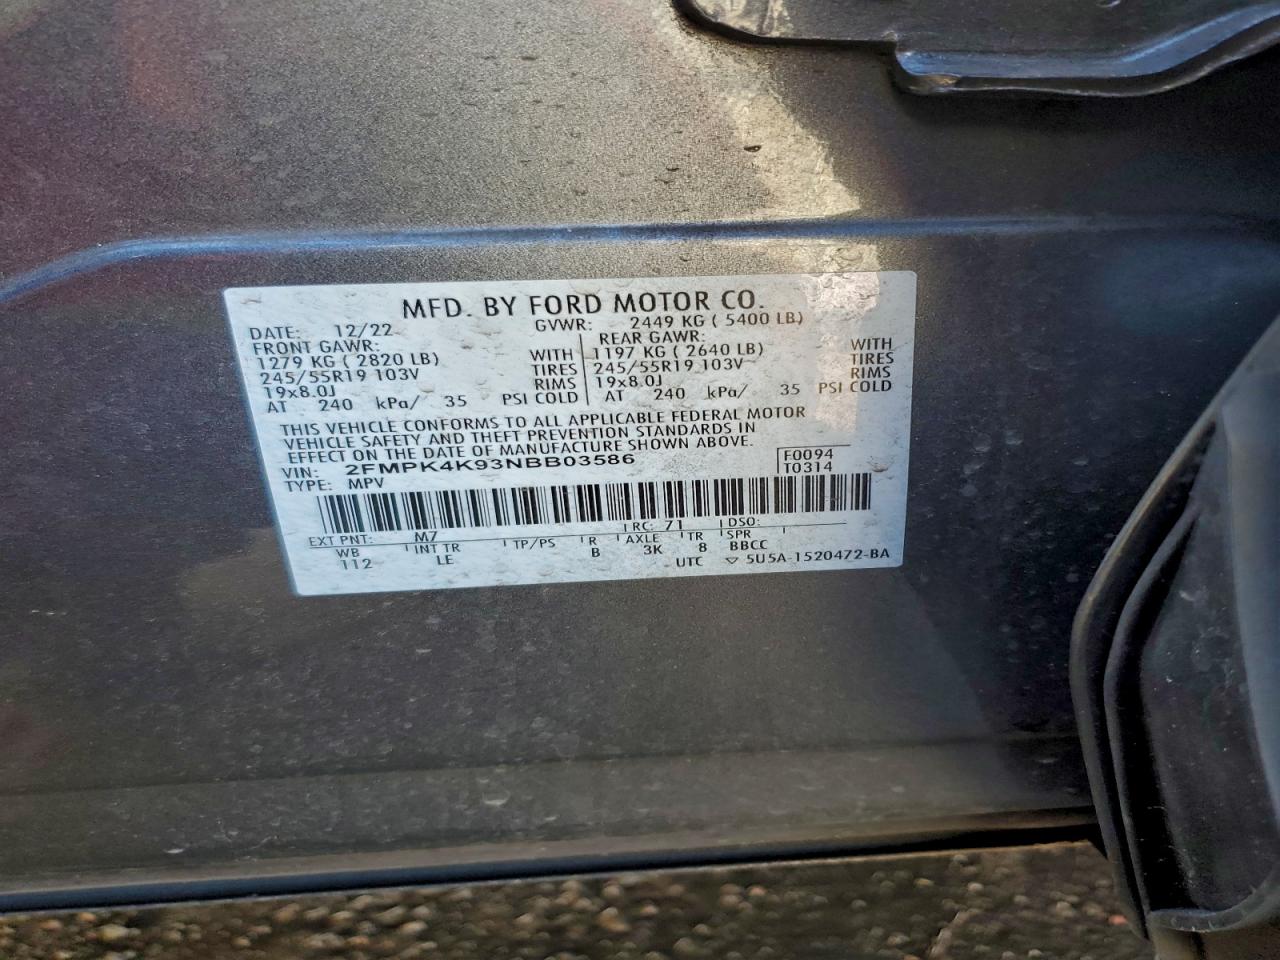 MFD. BY FORD MOTOR CO.
DATE: 12/22 GVWR: 2449 KG ( 5400 LB)
FRONT GAWR: REAR GAWR:
1279 KG ( 2820 LB) WITH 1197 KG ( 2640 LB) WITH
245/55R19 103V TIRES 245/55R19 103V TIRES
19x8.0J RIMS 19x8.0J RIMS
AT 240 kPa/ 35 PSI COLD AT 240 kPa/ 35 PSI COLD
THIS VEHICLE CONFORMS TO ALL APPLICABLE FEDERAL MOTOR
VEHICLE SAFETY AND THEFT PREVENTION STANDARDS IN
EFFECT ON THE DATE OF MANUFACTURE SHOWN ABOVE.
VIN: 2FMPK4K93NBB03586 F0094
TYPE: MPV T0314
EXT PNT: M7 RC: 71 DSO:
WB INT TR TP/PS R AXLE TR SPR
112 LE B 3K 8 BBCC
UTC ▽ 5U5A-1520472-BA